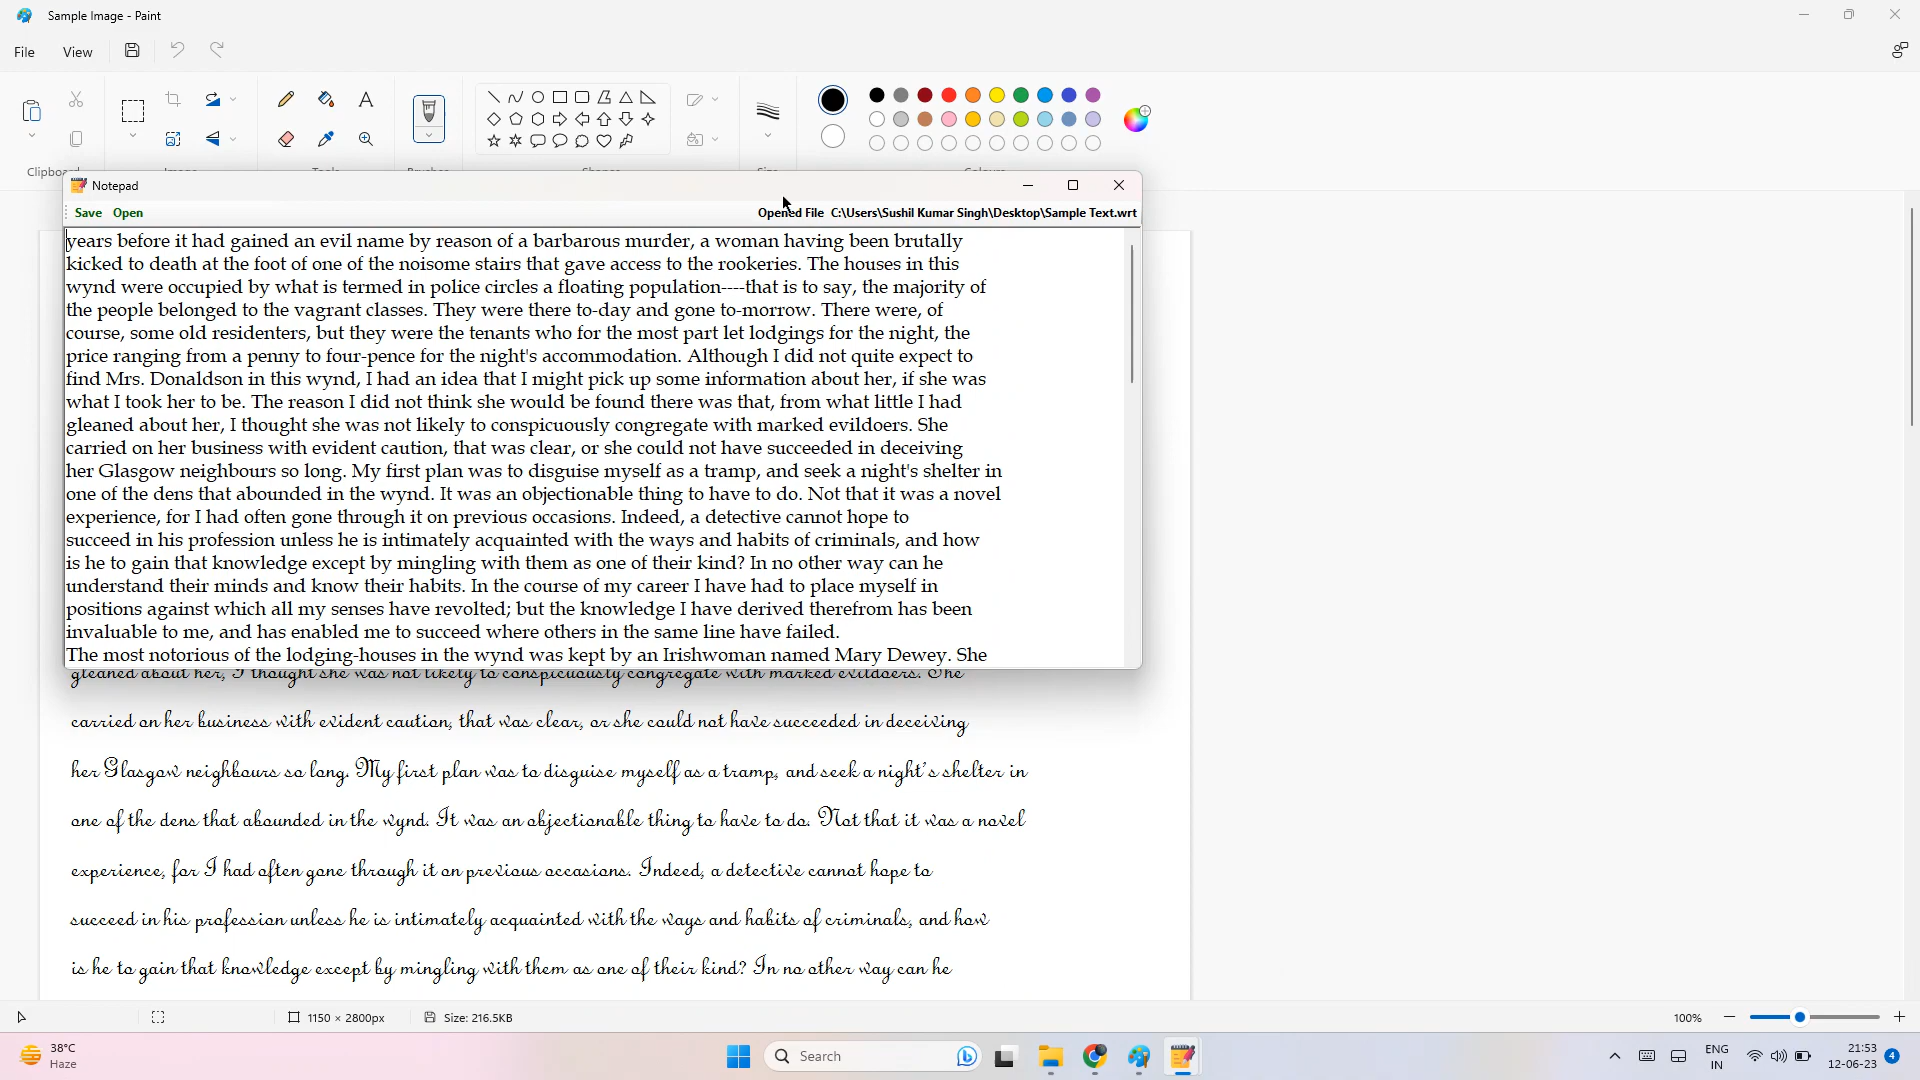 Sample Image - Paint
File View
Clipboard
Notepad
Save Open Opened File C:\Users\Sushil Kumar Singh\Desktop\Sample Text.wrt
years before it had gained an evil name by reason of a barbarous murder, a woman having been brutally
kicked to death at the foot of one of the noisome stairs that gave access to the rookeries. The houses in this
wynd were occupied by what is termed in police circles a floating population----that is to say, the majority of
the people belonged to the vagrant classes. They were there to-day and gone to-morrow. There were, of
course, some old residenters, but they were the tenants who for the most part let lodgings for the night, the
price ranging from a penny to four-pence for the night's accommodation. Although I did not quite expect to
find Mrs. Donaldson in this wynd, I had an idea that I might pick up some information about her, if she was
what I took her to be. The reason I did not think she would be found there was that, from what little I had
gleaned about her, I thought she was not likely to conspicuously congregate with marked evildoers. She
carried on her business with evident caution, that was clear, or she could not have succeeded in deceiving
her Glasgow neighbours so long. My first plan was to disguise myself as a tramp, and seek a night's shelter in
one of the dens that abounded in the wynd. It was an objectionable thing to have to do. Not that it was a novel
experience, for I had often gone through it on previous occasions. Indeed, a detective cannot hope to
succeed in his profession unless he is intimately acquainted with the ways and habits of criminals, and how
is he to gain that knowledge except by mingling with them as one of their kind? In no other way can he
understand their minds and know their habits. In the course of my career I have had to place myself in
positions against which all my senses have revolted; but the knowledge I have derived therefrom has been
invaluable to me, and has enabled me to succeed where others in the same line have failed.
The most notorious of the lodging-houses in the wynd was kept by an Irishwoman named Mary Dewey. She
gleaned about her, I thought she was not likely to conspicuously congregate with marked evildoers. She
carried on her business with evident caution, that was clear, or she could not have succeeded in deceiving
her Glasgow neighbours so long. My first plan was to disguise myself as a tramp, and seek a night's shelter in
one of the dens that abounded in the wynd. It was an objectionable thing to have to do. Not that it was a novel
experience, for I had often gone through it on previous occasions. Indeed, a detective cannot hope to
succeed in his profession unless he is intimately acquainted with the ways and habits of criminals, and how
is he to gain that knowledge except by mingling with them as one of their kind? In no other way can he
1150 × 2800px Size: 216.5KB 100%
38°C
Haze
Search
ENG
IN
21:53
12-06-23
4